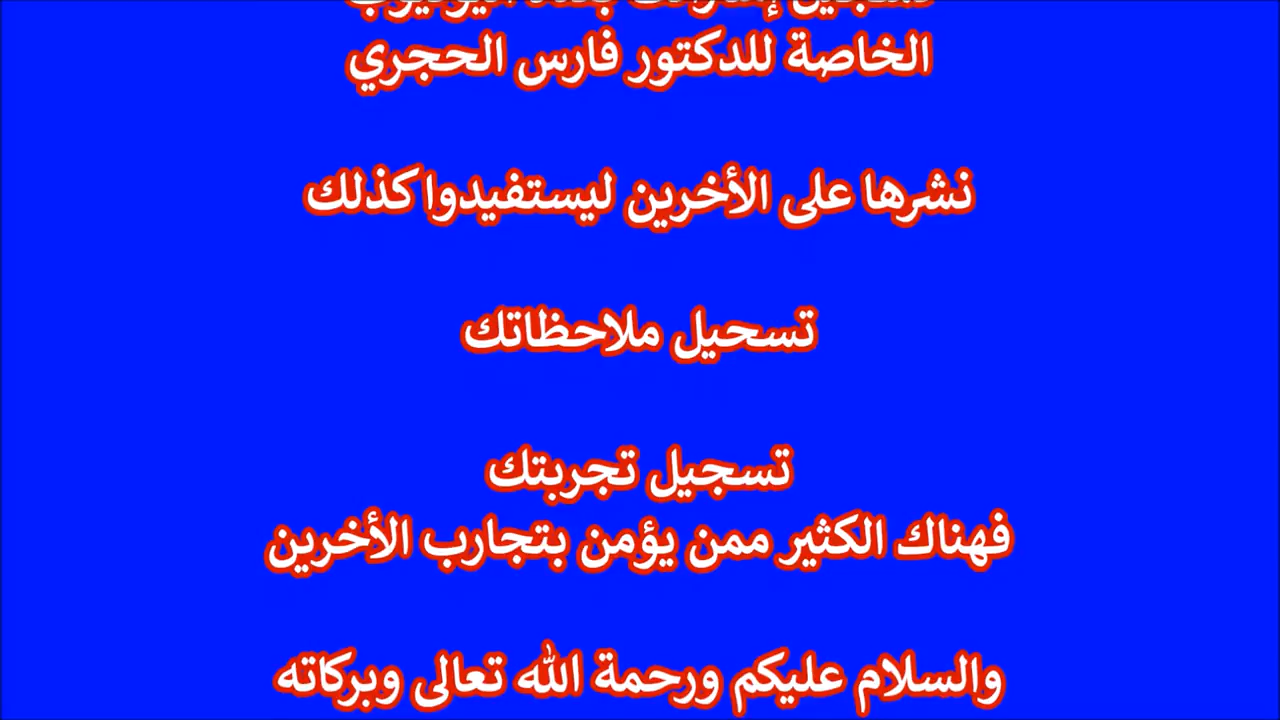 الخاصة للدكتور فارس الحجري
نشرها على الأخرين ليستفيدوا كذلك
تسحيل ملاحظاتك
تسجيل تجربتك
فهناك الكثير ممن يؤمن بتجارب الأخرين
والسلام عليكم ورحمة الله تعالى وبركاته